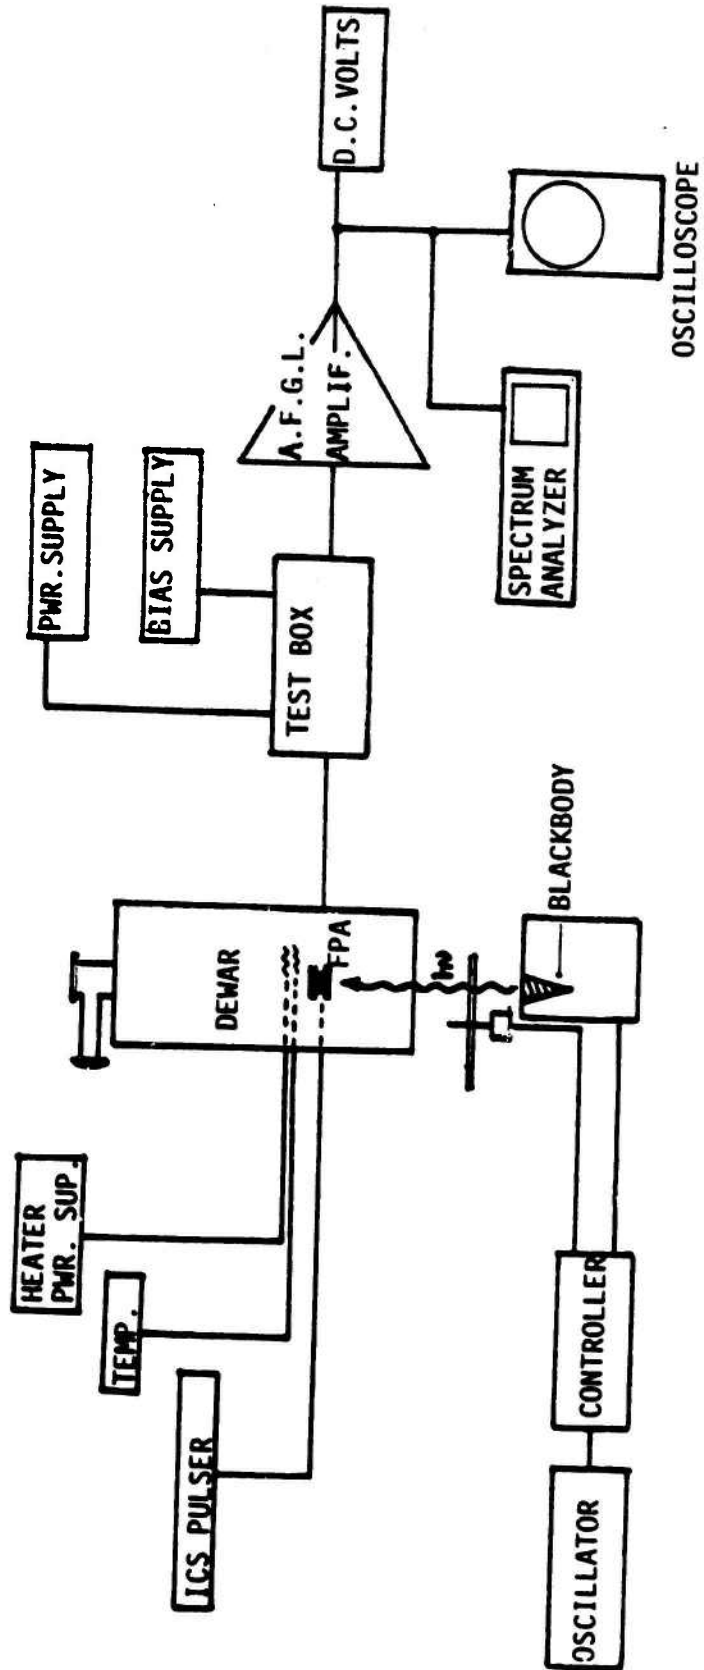 HEATER
PWR. SUP.
TEMP.
ICS PULSER
DEWAR
FPA
hν
PWR.SUPPLY
BIAS SUPPLY
TEST BOX
A.F.G.L.
AMPLIF.
D.C.VOLTS
SPECTRUM
ANALYZER
OSCILLOSCOPE
BLACKBODY
CONTROLLER
OSCILLATOR